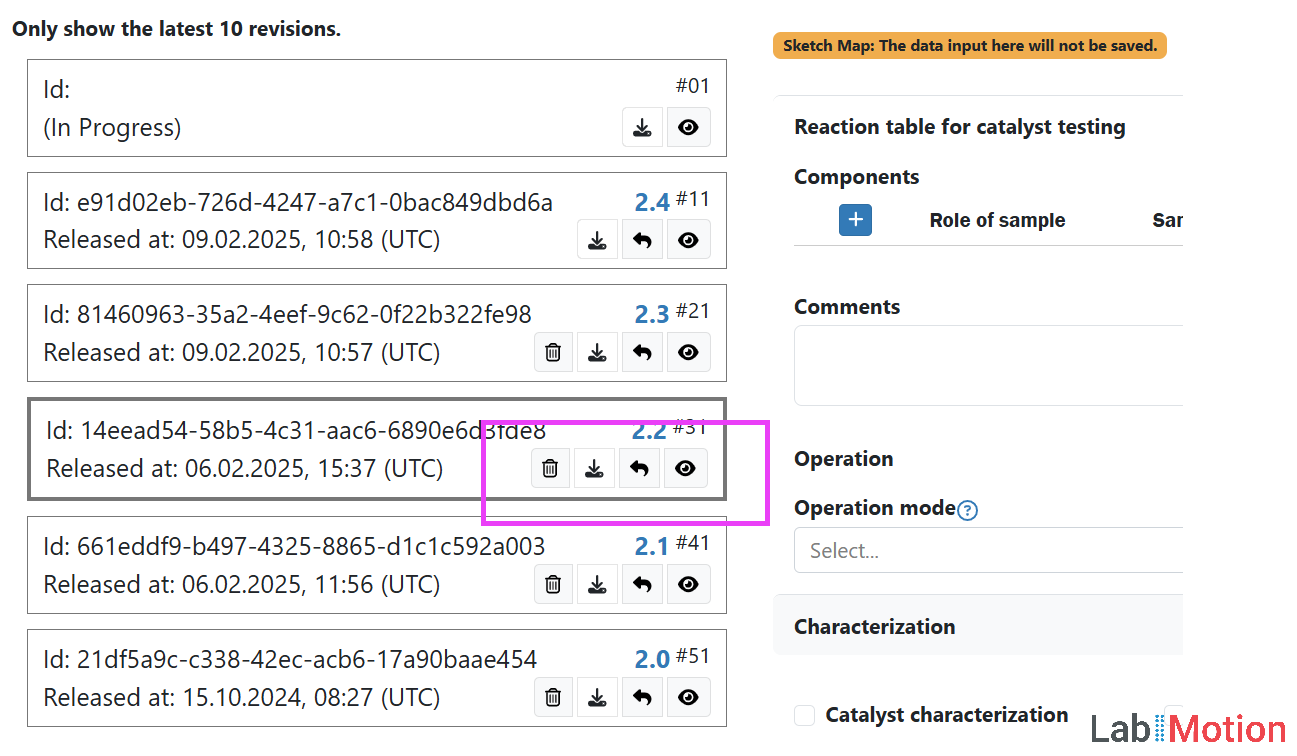 Only show the latest 10 revisions.
Id:
#01
(In Progress)
Id: e91d02eb-726d-4247-a7c1-0bac849dbd6a
2.4 #11
Released at: 09.02.2025, 10:58 (UTC)
Id: 81460963-35a2-4eef-9c62-0f22b322fe98
2.3 #21
Released at: 09.02.2025, 10:57 (UTC)
Id: 14eead54-58b5-4c31-aac6-6890e6d3fde8
2.2 #31
Released at: 06.02.2025, 15:37 (UTC)
Id: 661eddf9-b497-4325-8865-d1c1c592a003
2.1 #41
Released at: 06.02.2025, 11:56 (UTC)
Id: 21df5a9c-c338-42ec-acb6-17a90baae454
2.0 #51
Released at: 15.10.2024, 08:27 (UTC)
Sketch Map: The data input here will not be saved.
Reaction table for catalyst testing
Components
+ Role of sample Sar
Comments
Operation
Operation mode ?
Select...
Characterization
Catalyst characterization
LabIMotion